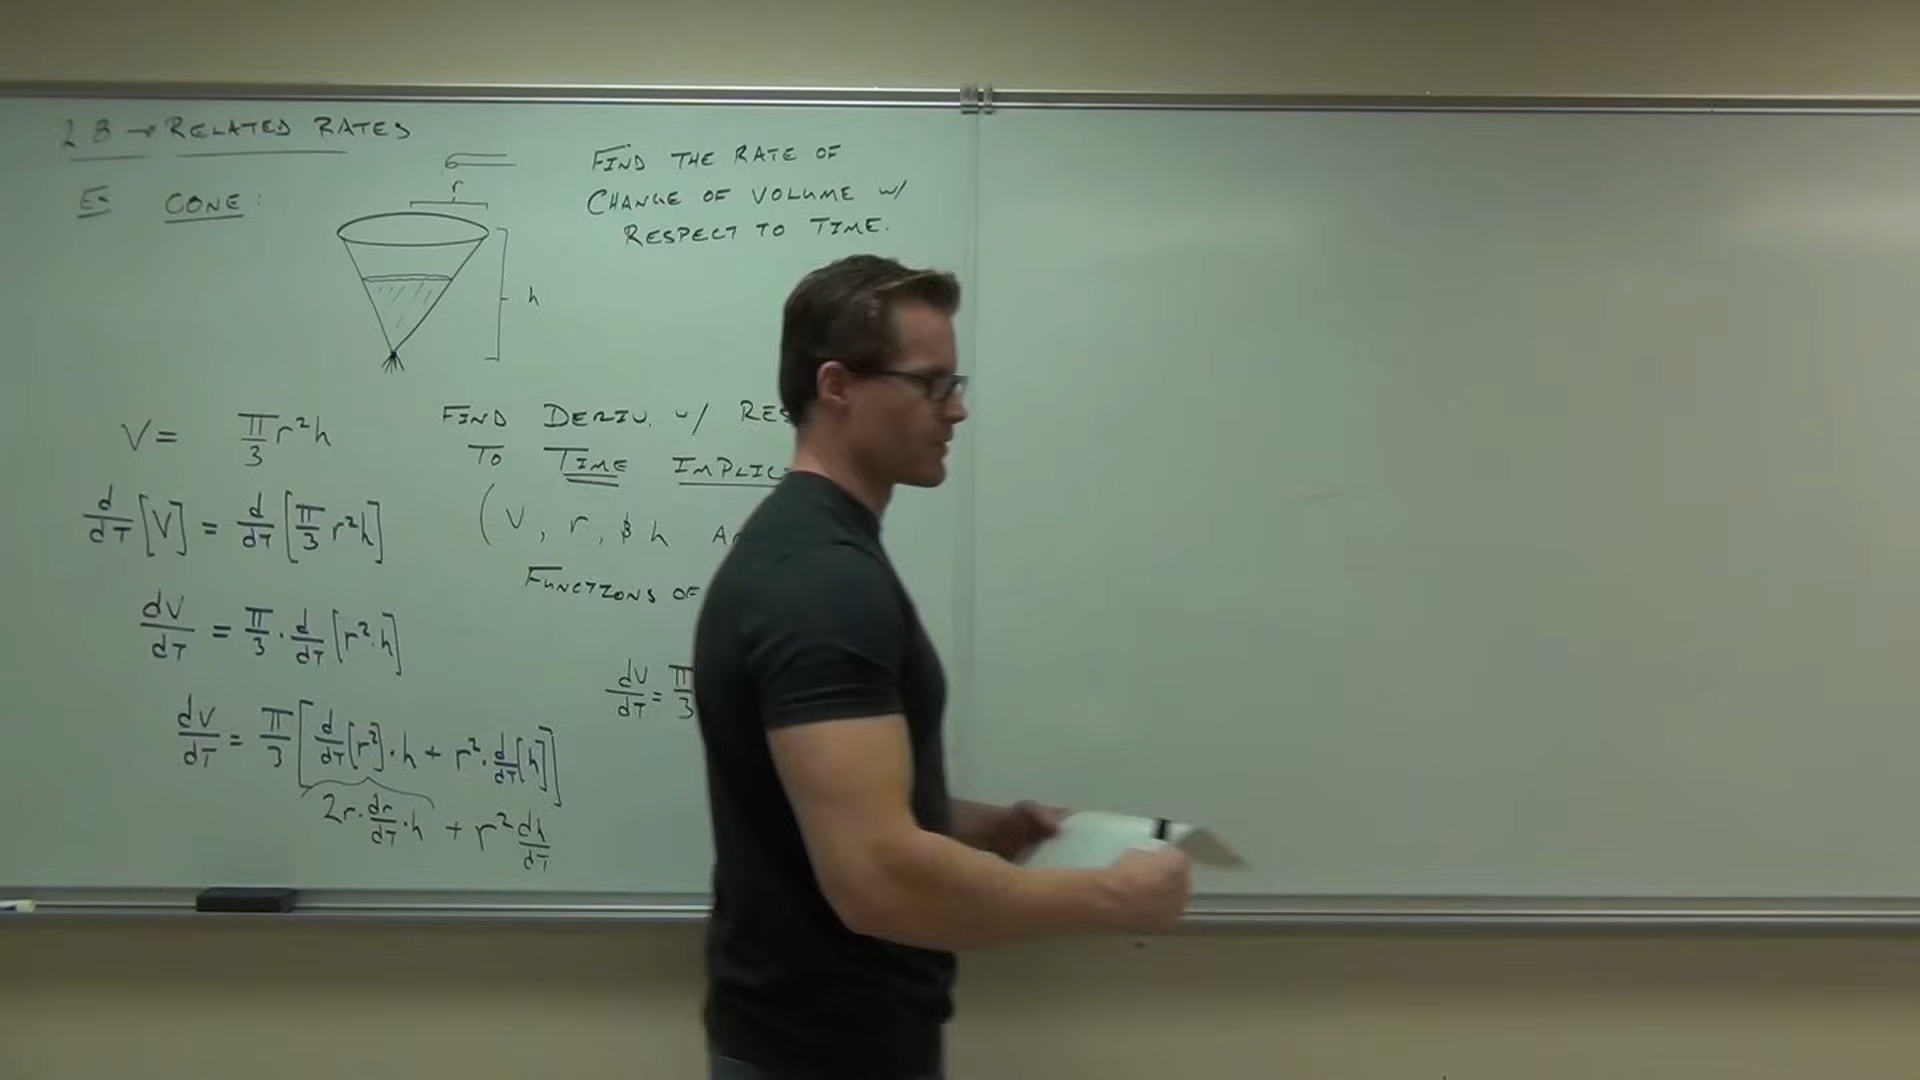 2.8 → RELATED RATES
EX CONE:
r
h
FIND THE RATE OF
CHANGE OF VOLUME W/
RESPECT TO TIME.
V = π/3 r²h
FIND DERIV. W/
TO TIME
(V, r, & h
FUNCTIONS OF
d/dT [V] = d/dT [π/3 r²h]
dV/dT = π/3 · d/dT [r²·h]
dV/dT = π/3 [d/dT [r²]·h + r²· d/dT [h]]
2r· dr/dT ·h + r² dh/dT
dV/dT = π/3